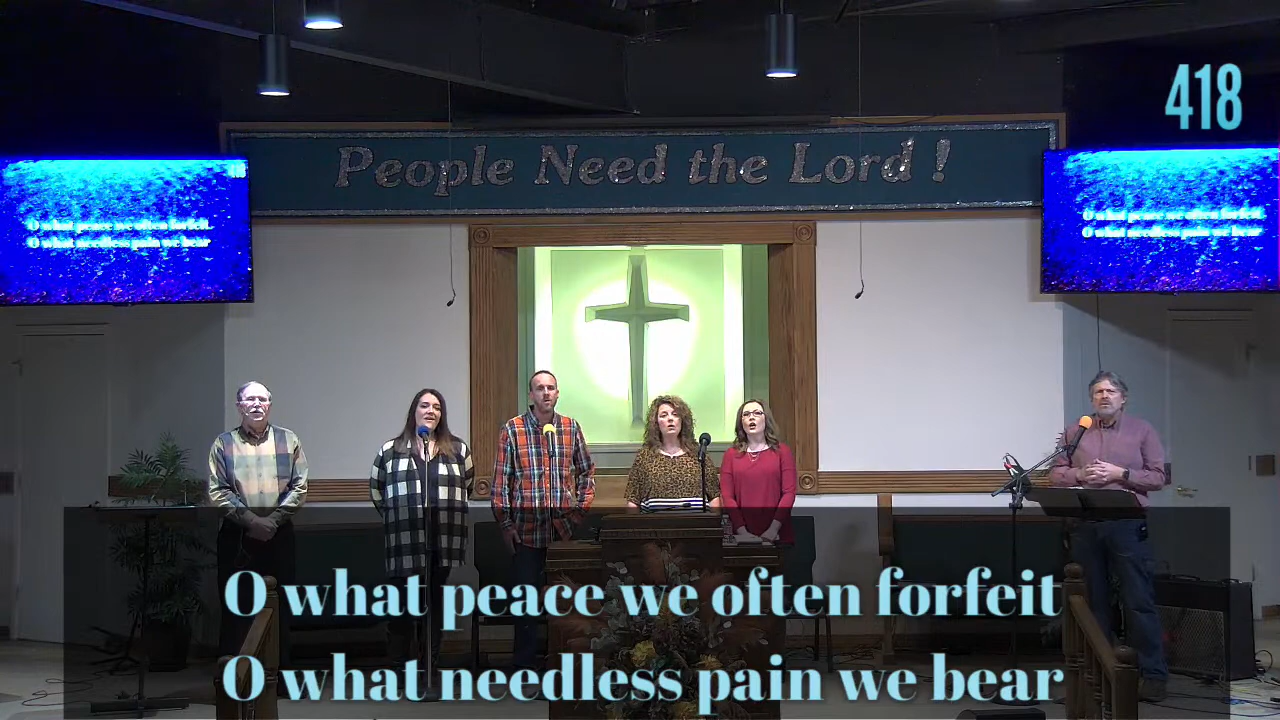 418
People Need the Lord !
O what peace we often forfeit.
O what needless pain we bear
O what peace we often forfeit.
O what needless pain we bear
O what peace we often forfeit
O what needless pain we bear